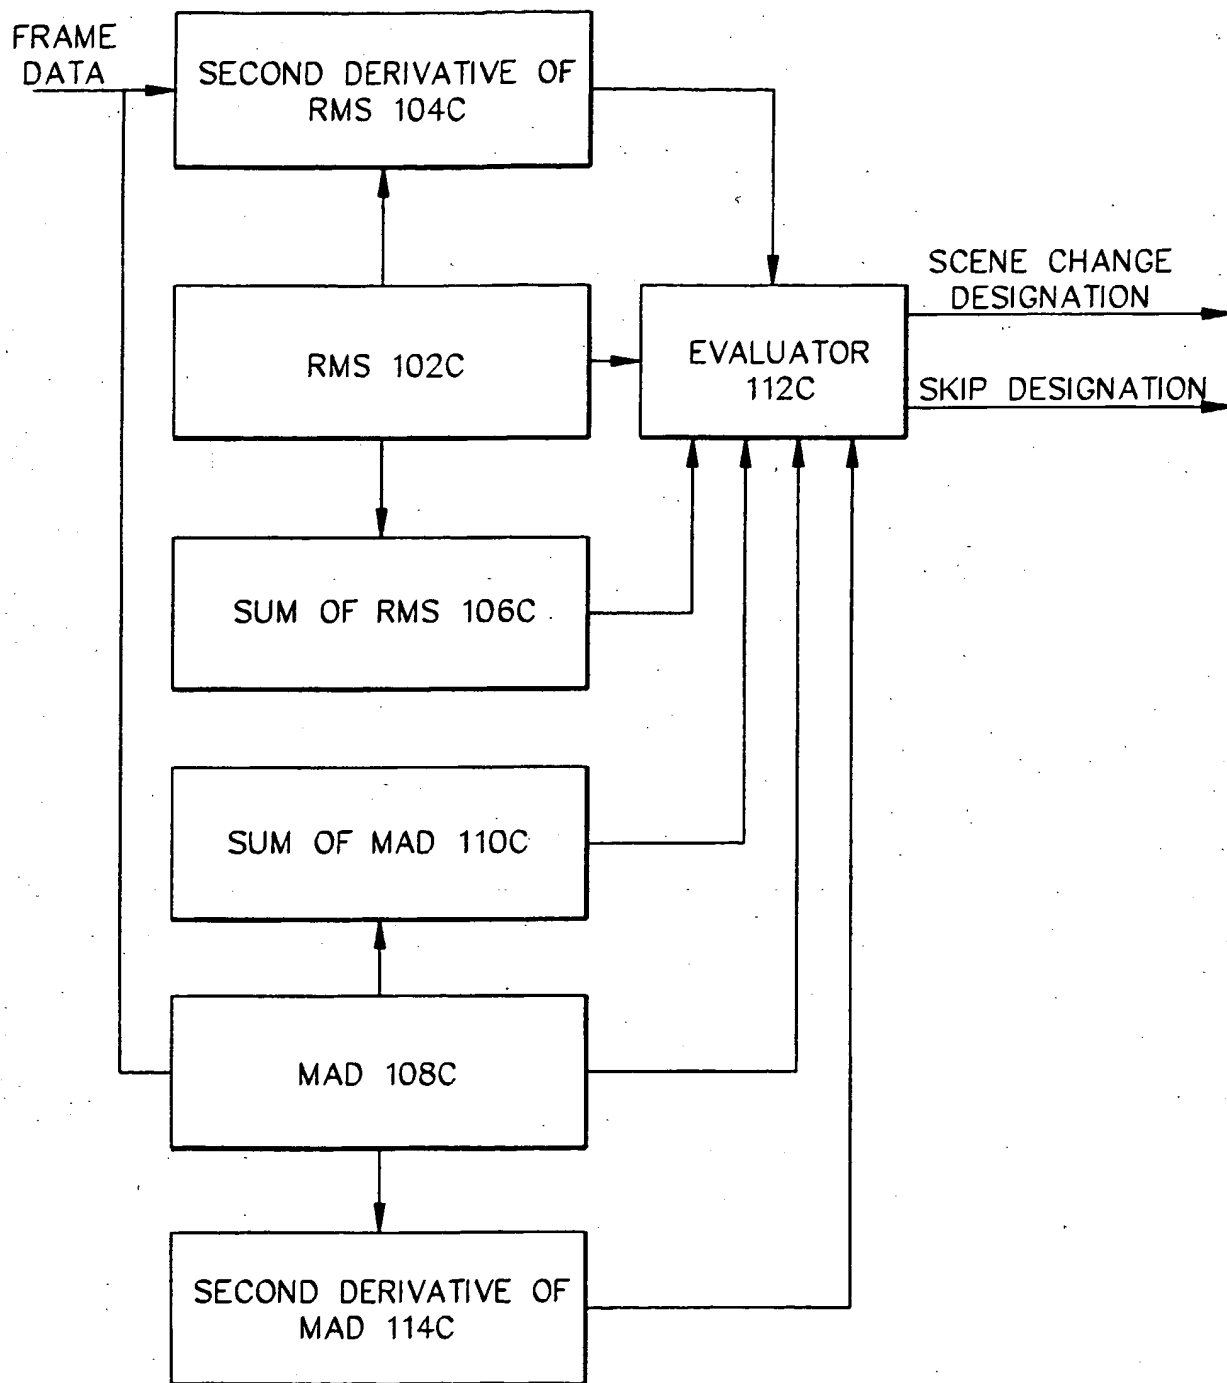 FRAME
DATA
SECOND DERIVATIVE OF
RMS 104C
RMS 102C
SCENE CHANGE
DESIGNATION
EVALUATOR
112C
SKIP DESIGNATION
SUM OF RMS 106C
SUM OF MAD 110C
MAD 108C
SECOND DERIVATIVE OF
MAD 114C